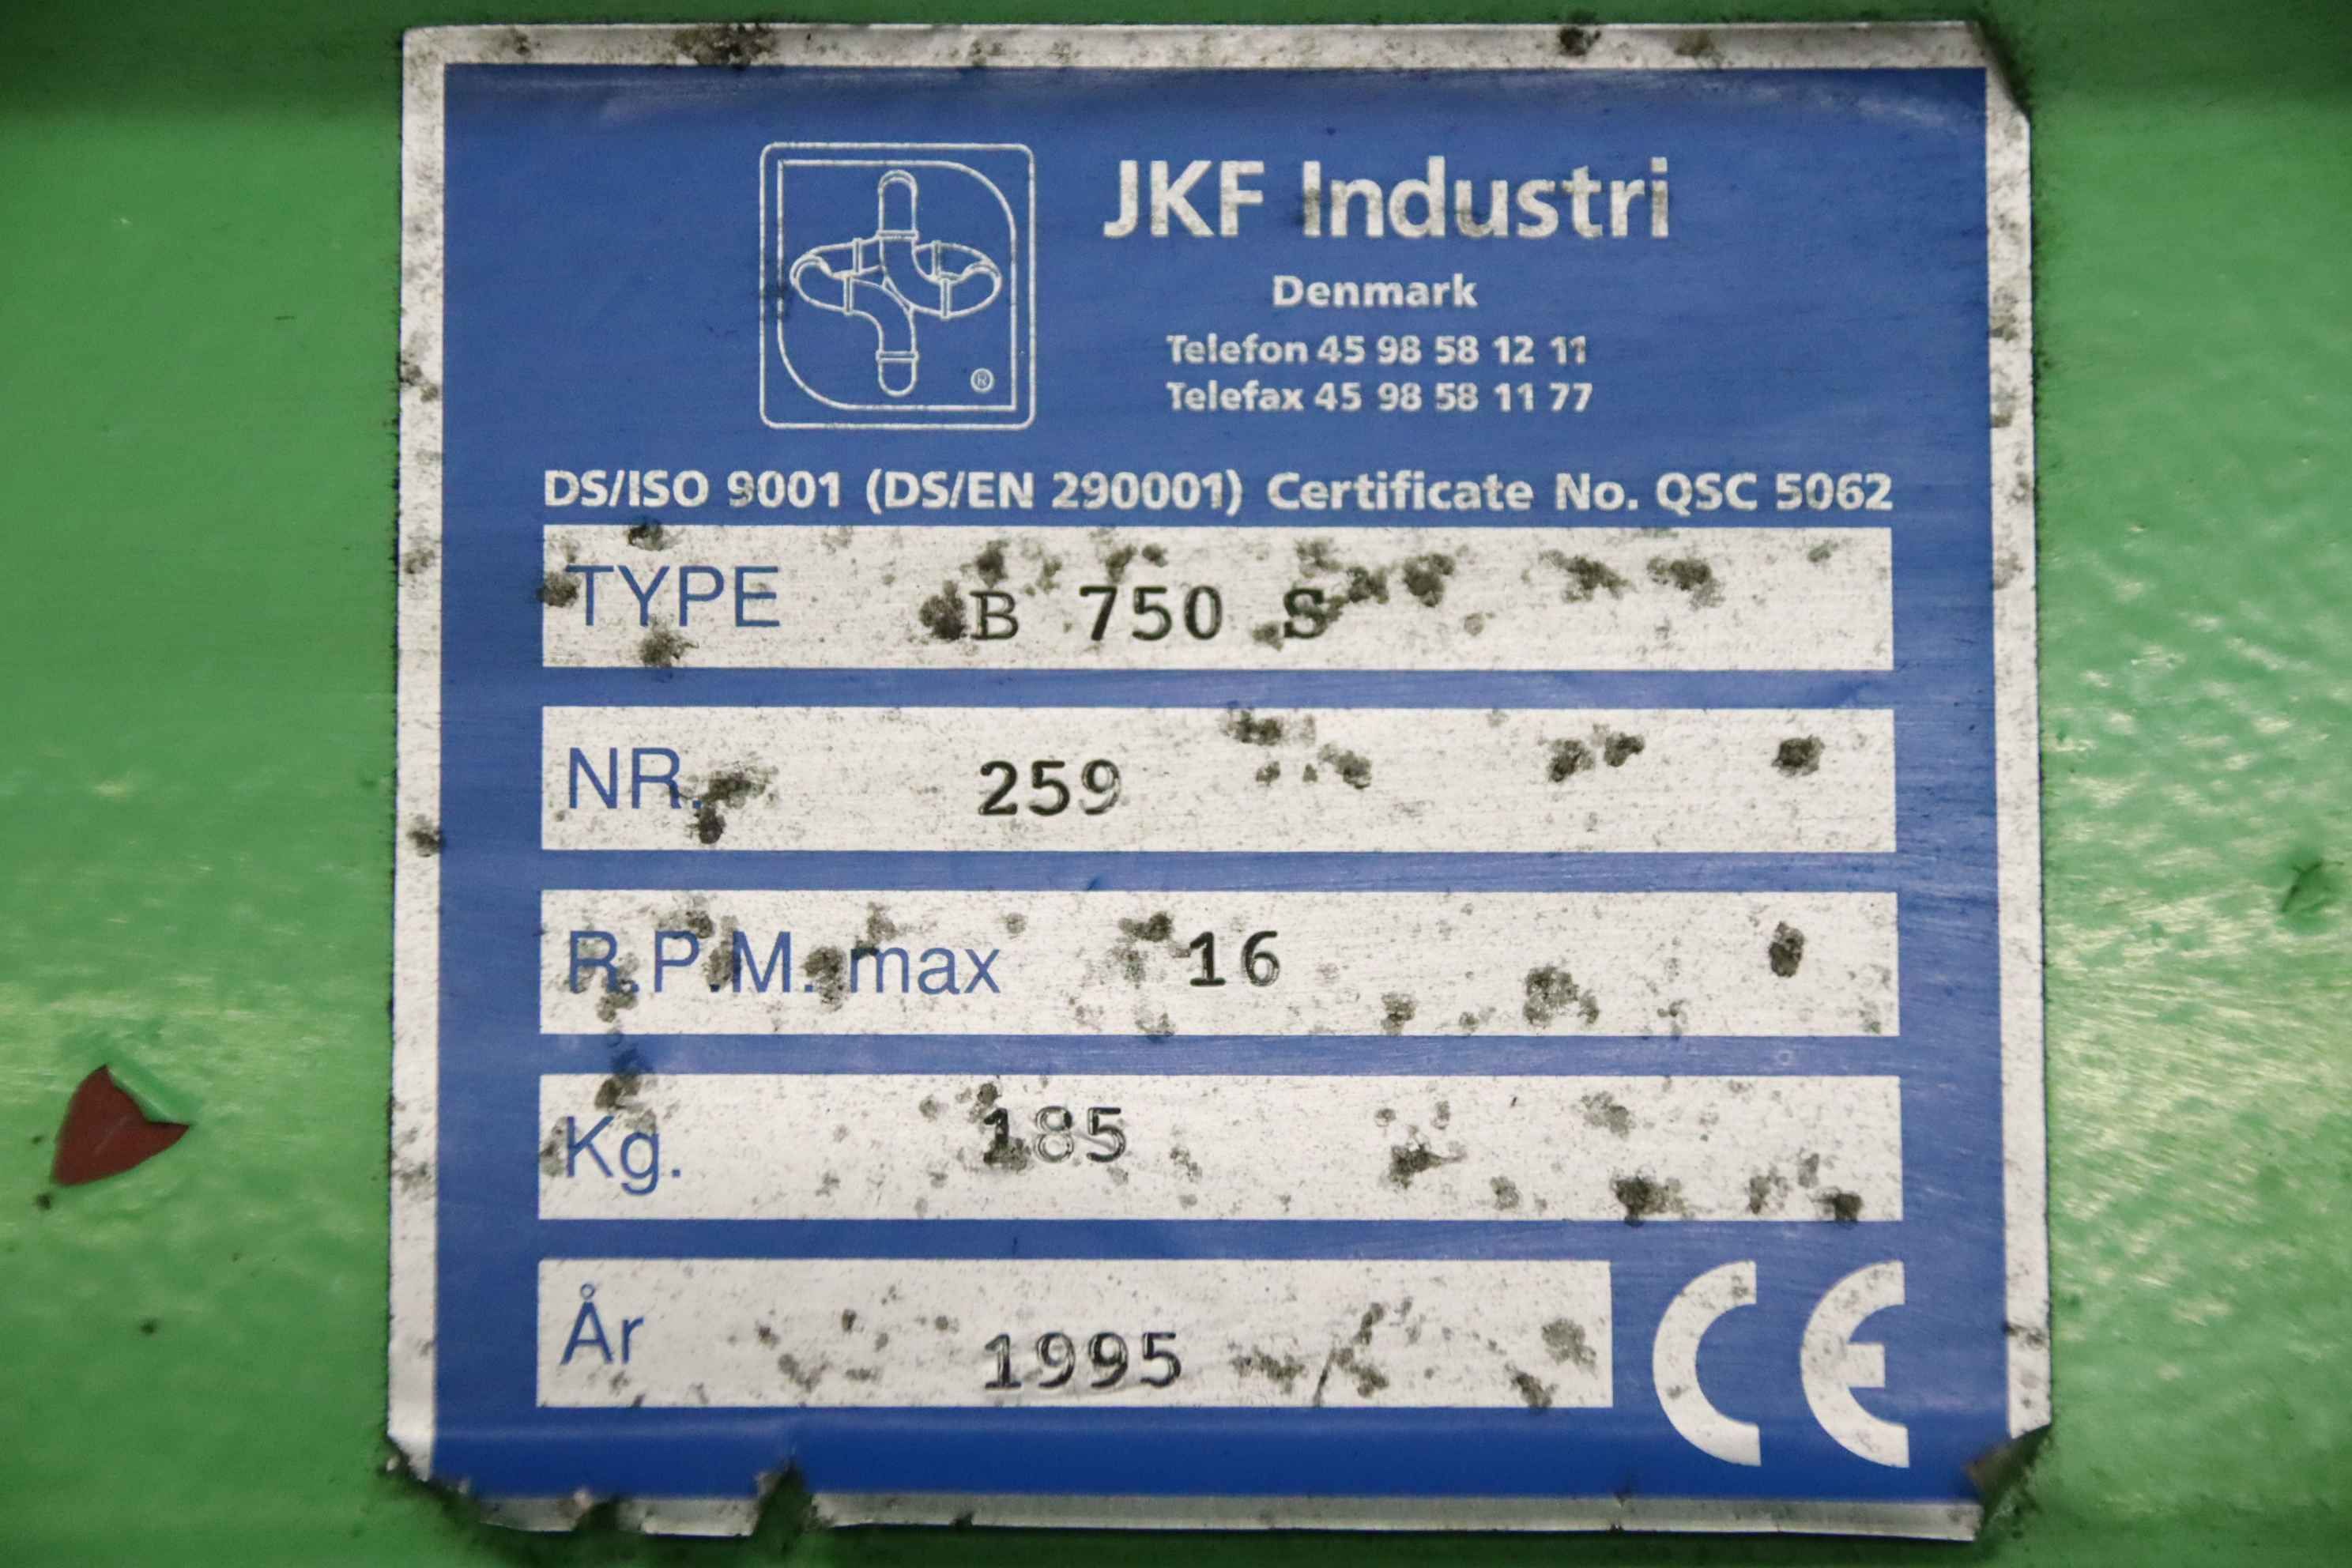 JKF Industri
Denmark
Telefon 45 98 58 12 11
Telefax 45 98 58 11 77
®
DS/ISO 9001 (DS/EN 290001) Certificate No. QSC 5062
TYPE B 750 S
NR. 259
R.P.M. max 16
Kg. 185
År 1995
CE